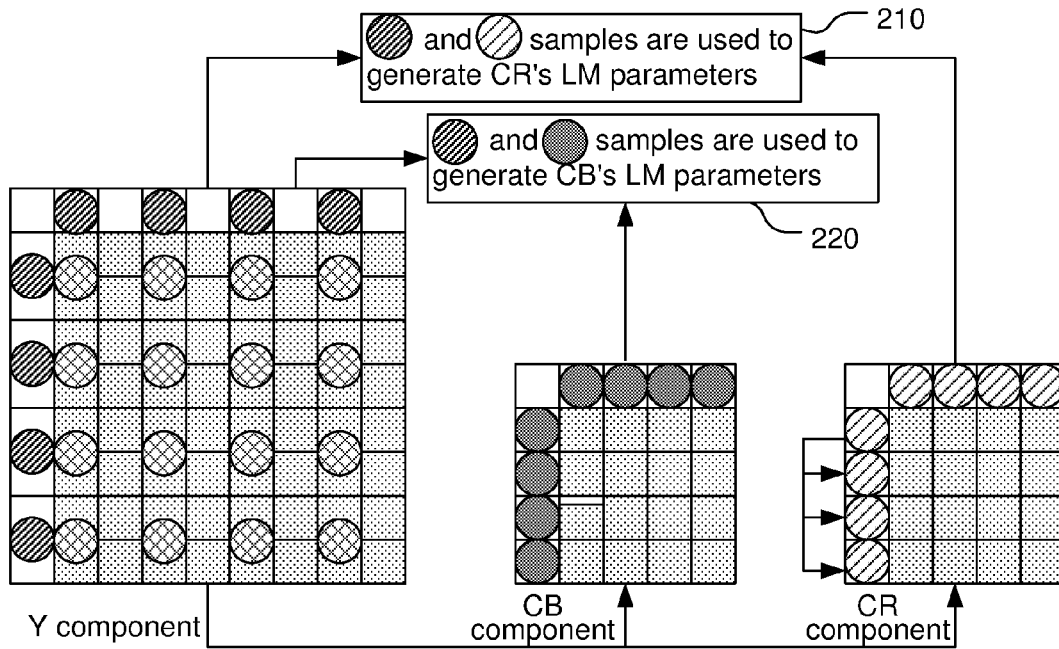 and samples are used to
generate CR's LM parameters
210
and samples are used to
generate CB's LM parameters
220
Y component
CB
component
CR
component